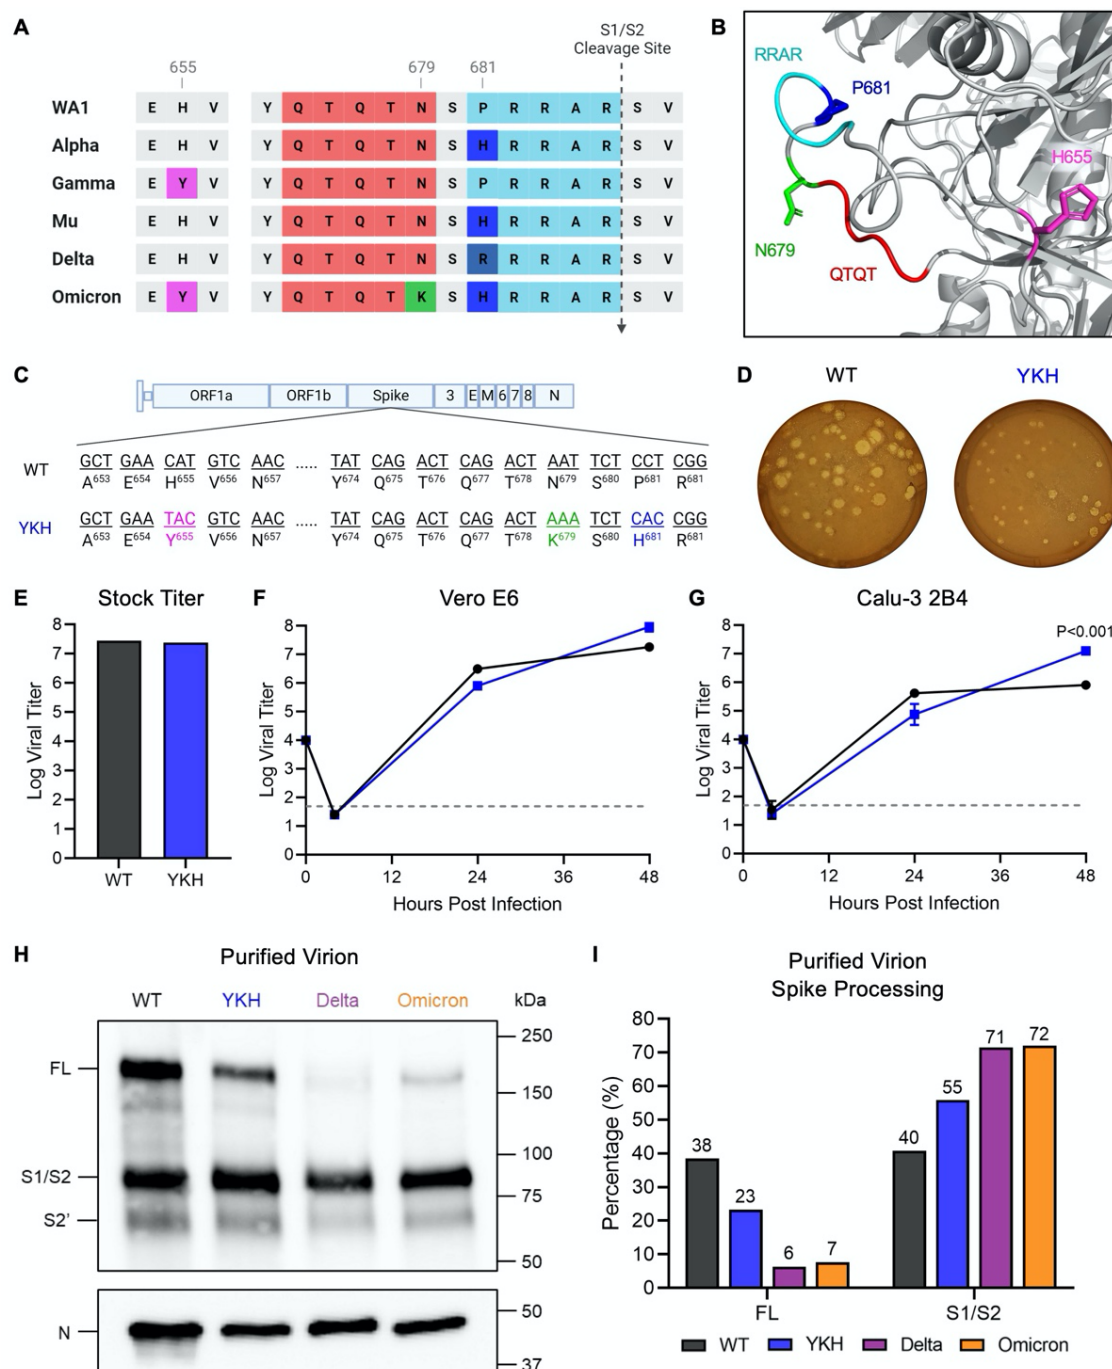 A
S1/S2
Cleavage Site
655 679 681
WA1 E H V Y Q T Q T N S P R R A R S V
Alpha E H V Y Q T Q T N S H R R A R S V
Gamma E Y V Y Q T Q T N S P R R A R S V
Mu E H V Y Q T Q T N S H R R A R S V
Delta E H V Y Q T Q T N S R R R A R S V
Omicron E Y V Y Q T Q T K S H R R A R S V
B
RRAR
P681
H655
N679
QTQT
C
ORF1a ORF1b Spike 3 E M 6 7 8 N
WT GCT GAA CAT GTC AAC ..... TAT CAG ACT CAG ACT AAT TCT CCT CGG
A653 E654 H655 V656 N657 Y674 Q675 T676 Q677 T678 N679 S680 P681 R681
YKH GCT GAA TAC GTC AAC ..... TAT CAG ACT CAG ACT AAA TCT CAC CGG
A653 E654 Y655 V656 N657 Y674 Q675 T676 Q677 T678 K679 S680 H681 R681
D
WT YKH
E Stock Titer
Log Viral Titer
8
7
6
5
4
3
2
1
0
WT YKH
F Vero E6
Log Viral Titer
8
7
6
5
4
3
2
1
0
0 12 24 36 48
Hours Post Infection
G Calu-3 2B4
P<0.001
Log Viral Titer
8
7
6
5
4
3
2
1
0
0 12 24 36 48
Hours Post Infection
H Purified Virion
WT YKH Delta Omicron kDa
250
FL
150
100
S1/S2
75
S2'
50
50
N
37
I Purified Virion
Spike Processing
Percentage (%)
80
70
60
50
40
30
20
10
0
38 23 6 7 40 55 71 72
FL S1/S2
WT YKH Delta Omicron